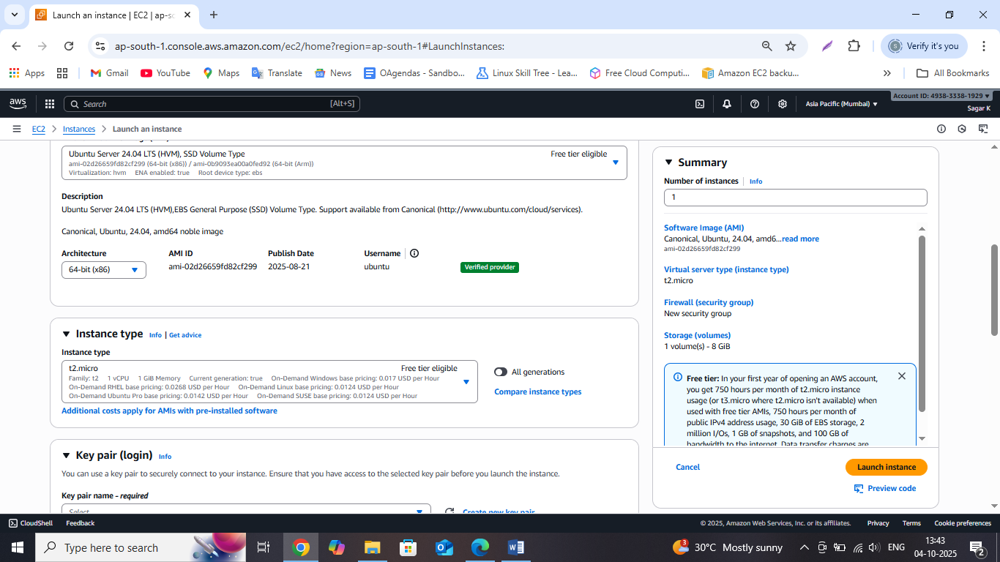 Launch an instance | EC2 | ap-so
ap-south-1.console.aws.amazon.com/ec2/home?region=ap-south-1#LaunchInstances:
Verify it's you
Apps
Gmail
YouTube
Maps
Translate
News
OAgendas - Sandbo...
Linux Skill Tree - Lea...
Free Cloud Computi...
Amazon EC2 backu...
All Bookmarks
aws
Search
[Alt+S]
Asia Pacific (Mumbai)
Account ID: 4938-3338-1929
Sagar K
EC2
Instances
Launch an instance
Ubuntu Server 24.04 LTS (HVM), SSD Volume Type
Free tier eligible
ami-02d26659fd82cf299 (64-bit (x86)) / ami-0b9093ea00a0fed92 (64-bit (Arm))
Virtualization: hvm ENA enabled: true Root device type: ebs
Description
Ubuntu Server 24.04 LTS (HVM),EBS General Purpose (SSD) Volume Type. Support available from Canonical (http://www.ubuntu.com/cloud/services).
Canonical, Ubuntu, 24.04, amd64 noble image
Architecture
64-bit (x86)
AMI ID
ami-02d26659fd82cf299
Publish Date
2025-08-21
Username
ubuntu
Verified provider
Instance type
Info | Get advice
Instance type
t2.micro
Free tier eligible
Family: t2 1 vCPU 1 GiB Memory Current generation: true On-Demand Windows base pricing: 0.017 USD per Hour
On-Demand RHEL base pricing: 0.0268 USD per Hour On-Demand Linux base pricing: 0.0124 USD per Hour
On-Demand Ubuntu Pro base pricing: 0.0142 USD per Hour On-Demand SUSE base pricing: 0.0124 USD per Hour
All generations
Compare instance types
Additional costs apply for AMIs with pre-installed software
Key pair (login)
Info
You can use a key pair to securely connect to your instance. Ensure that you have access to the selected key pair before you launch the instance.
Key pair name - required
Select
Create new key pair
Summary
Number of instances
Info
1
Software Image (AMI)
Canonical, Ubuntu, 24.04, amd6...read more
ami-02d26659fd82cf299
Virtual server type (instance type)
t2.micro
Firewall (security group)
New security group
Storage (volumes)
1 volume(s) - 8 GiB
Free tier: In your first year of opening an AWS account,
you get 750 hours per month of t2.micro instance
usage (or t3.micro where t2.micro isn't available) when
used with free tier AMIs, 750 hours per month of
public IPv4 address usage, 30 GiB of EBS storage, 2
million I/Os, 1 GB of snapshots, and 100 GB of
bandwidth to the internet. Data transfer charges are
Cancel
Launch instance
Preview code
CloudShell
Feedback
© 2025, Amazon Web Services, Inc. or its affiliates.
Privacy
Terms
Cookie preferences
Type here to search
30°C Mostly sunny
ENG
13:43
04-10-2025
2